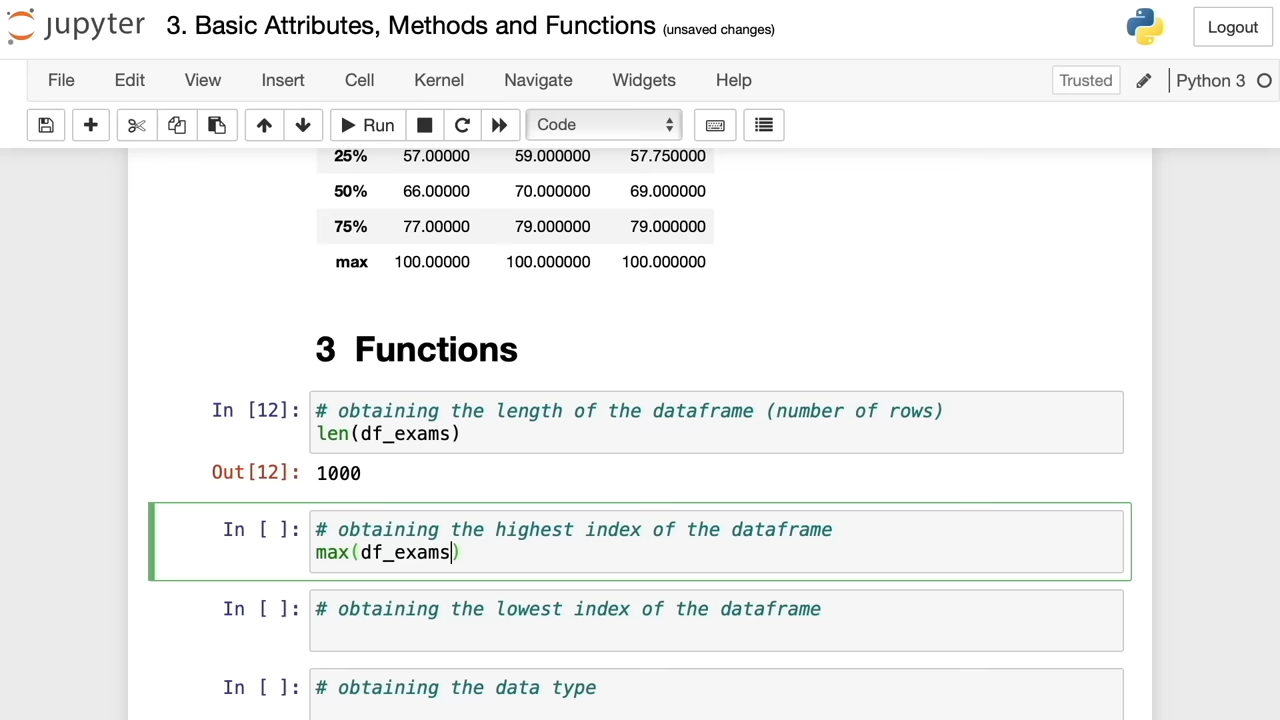 jupyter 3. Basic Attributes, Methods and Functions (unsaved changes) Logout
File Edit View Insert Cell Kernel Navigate Widgets Help Trusted Python 3
Run Code
25% 57.00000 59.000000 57.750000
50% 66.00000 70.000000 69.000000
75% 77.00000 79.000000 79.000000
max 100.00000 100.000000 100.000000
3 Functions
In [12]: # obtaining the length of the dataframe (number of rows)
len(df_exams)
Out[12]: 1000
In [ ]: # obtaining the highest index of the dataframe
max(df_exams)
In [ ]: # obtaining the lowest index of the dataframe
In [ ]: # obtaining the data type